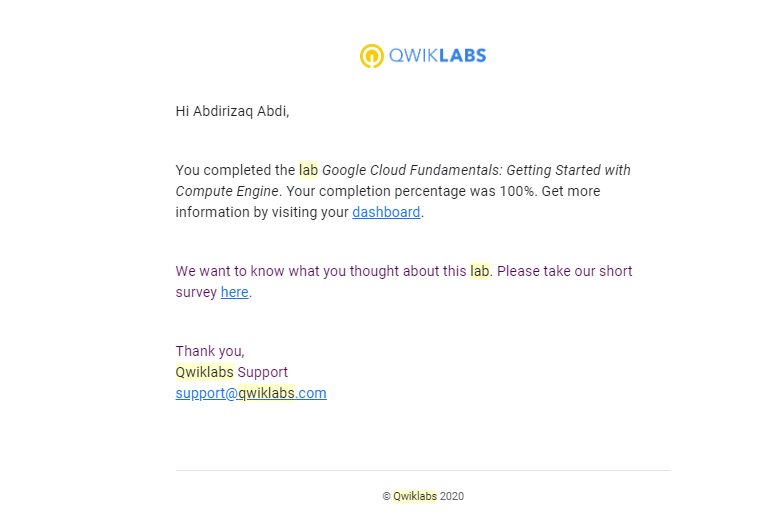 QWIKLABS
Hi Abdirizaq Abdi,
You completed the lab Google Cloud Fundamentals: Getting Started with
Compute Engine. Your completion percentage was 100%. Get more
information by visiting your dashboard.
We want to know what you thought about this lab. Please take our short
survey here.
Thank you,
Qwiklabs Support
support@qwiklabs.com
© Qwiklabs 2020